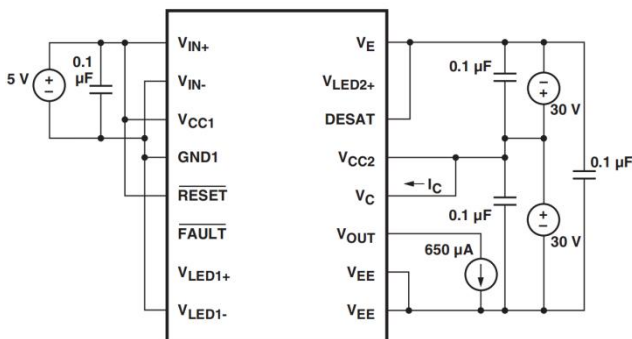 5 V
0.1
µF
V_IN+
V_IN-
V_CC1
GND1
RESET
FAULT
V_LED1+
V_LED1-
V_E
V_LED2+
DESAT
V_CC2
V_C
V_OUT
V_EE
V_EE
I_C
0.1 µF
0.1 µF
650 µA
30 V
30 V
0.1 µF